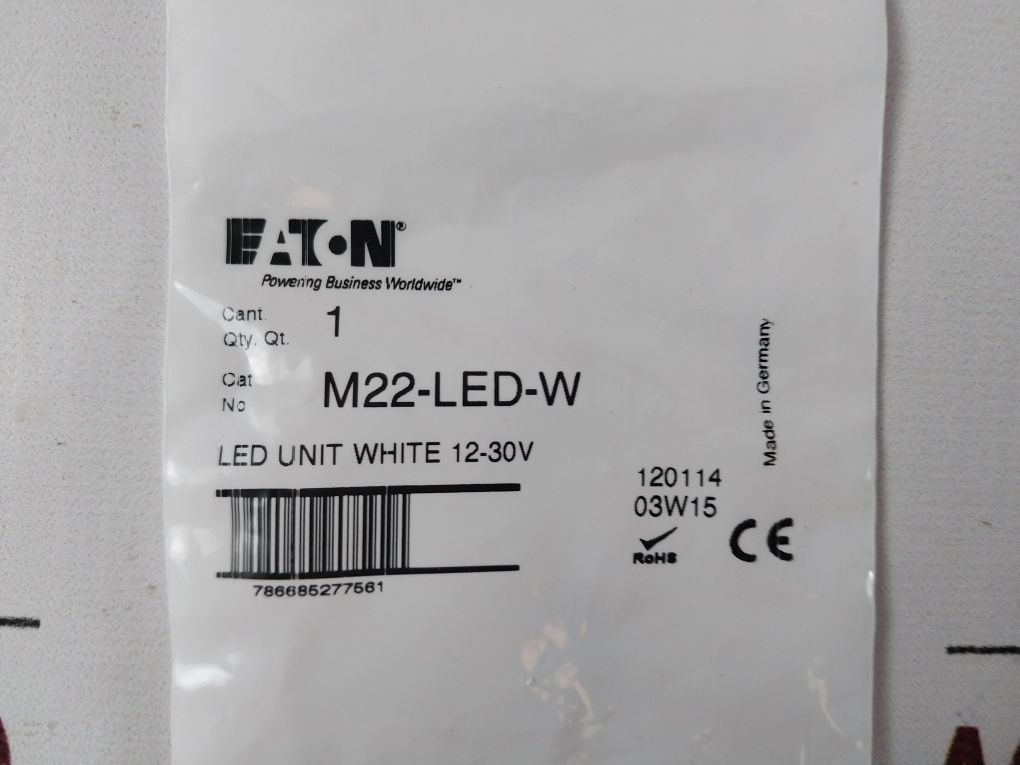 EATON®
Powering Business Worldwide™
Cant.
Qty. Qt. 1
Cat
No M22-LED-W
LED UNIT WHITE 12-30V
786685277561
Made in Germany
120114
03W15
RoHS
CE